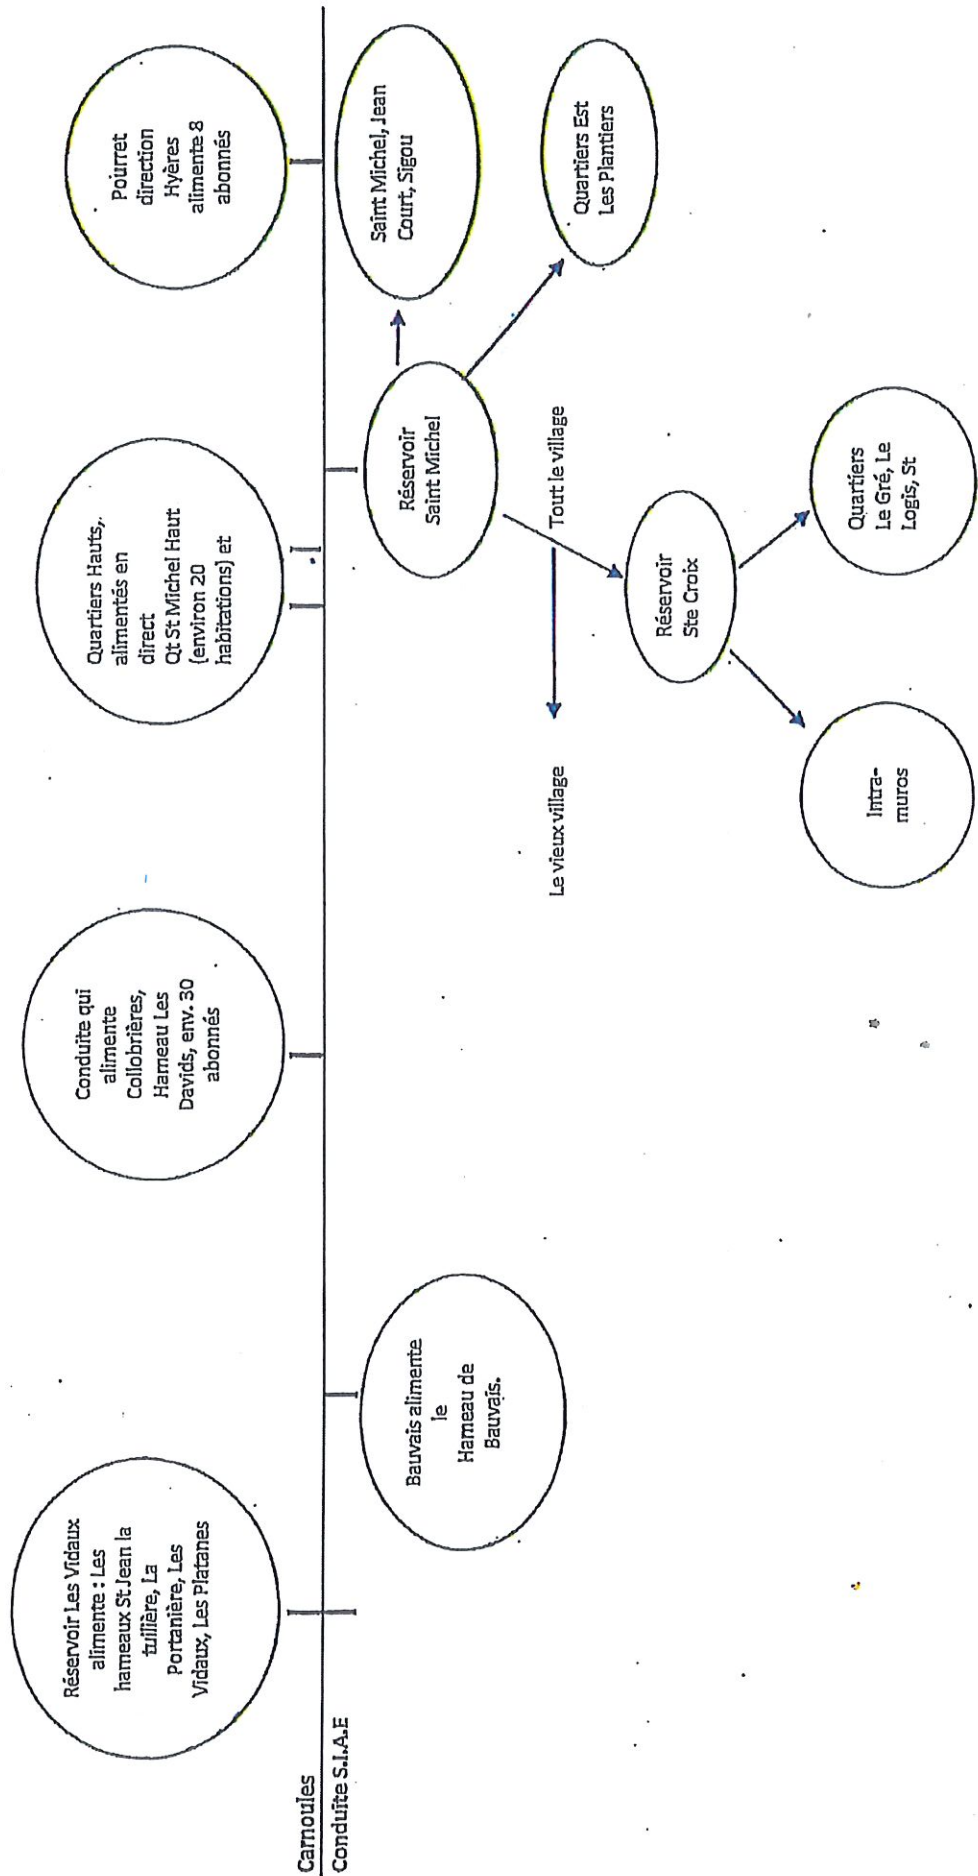 Carnoules
Conduite S.I.A.E
Réservoir Les Vidaux
alimente : Les
hameaux St Jean la
tuilière, La
Portanière, Les
Vidaux, Les Platanes
Bauvais alimente
le
Hameau de
Bauvais.
Conduite qui
alimente
Collobrières,
Hameau Les
Davids, env. 30
abonnés
Quartiers Hauts,
alimentés en
direct
Qt St Michel Haut
(environ 20
habitations) et
Pourret
direction
Hyères
alimente 8
abonnés
Réservoir
Saint Michel
Saint Michel, Jean
Court, Sigou
Quartiers Est
Les Plantiers
Tout le village
Le vieux village
Réservoir
Ste Croix
Intra-
muros
Quartiers
Le Gré, Le
Logis, St